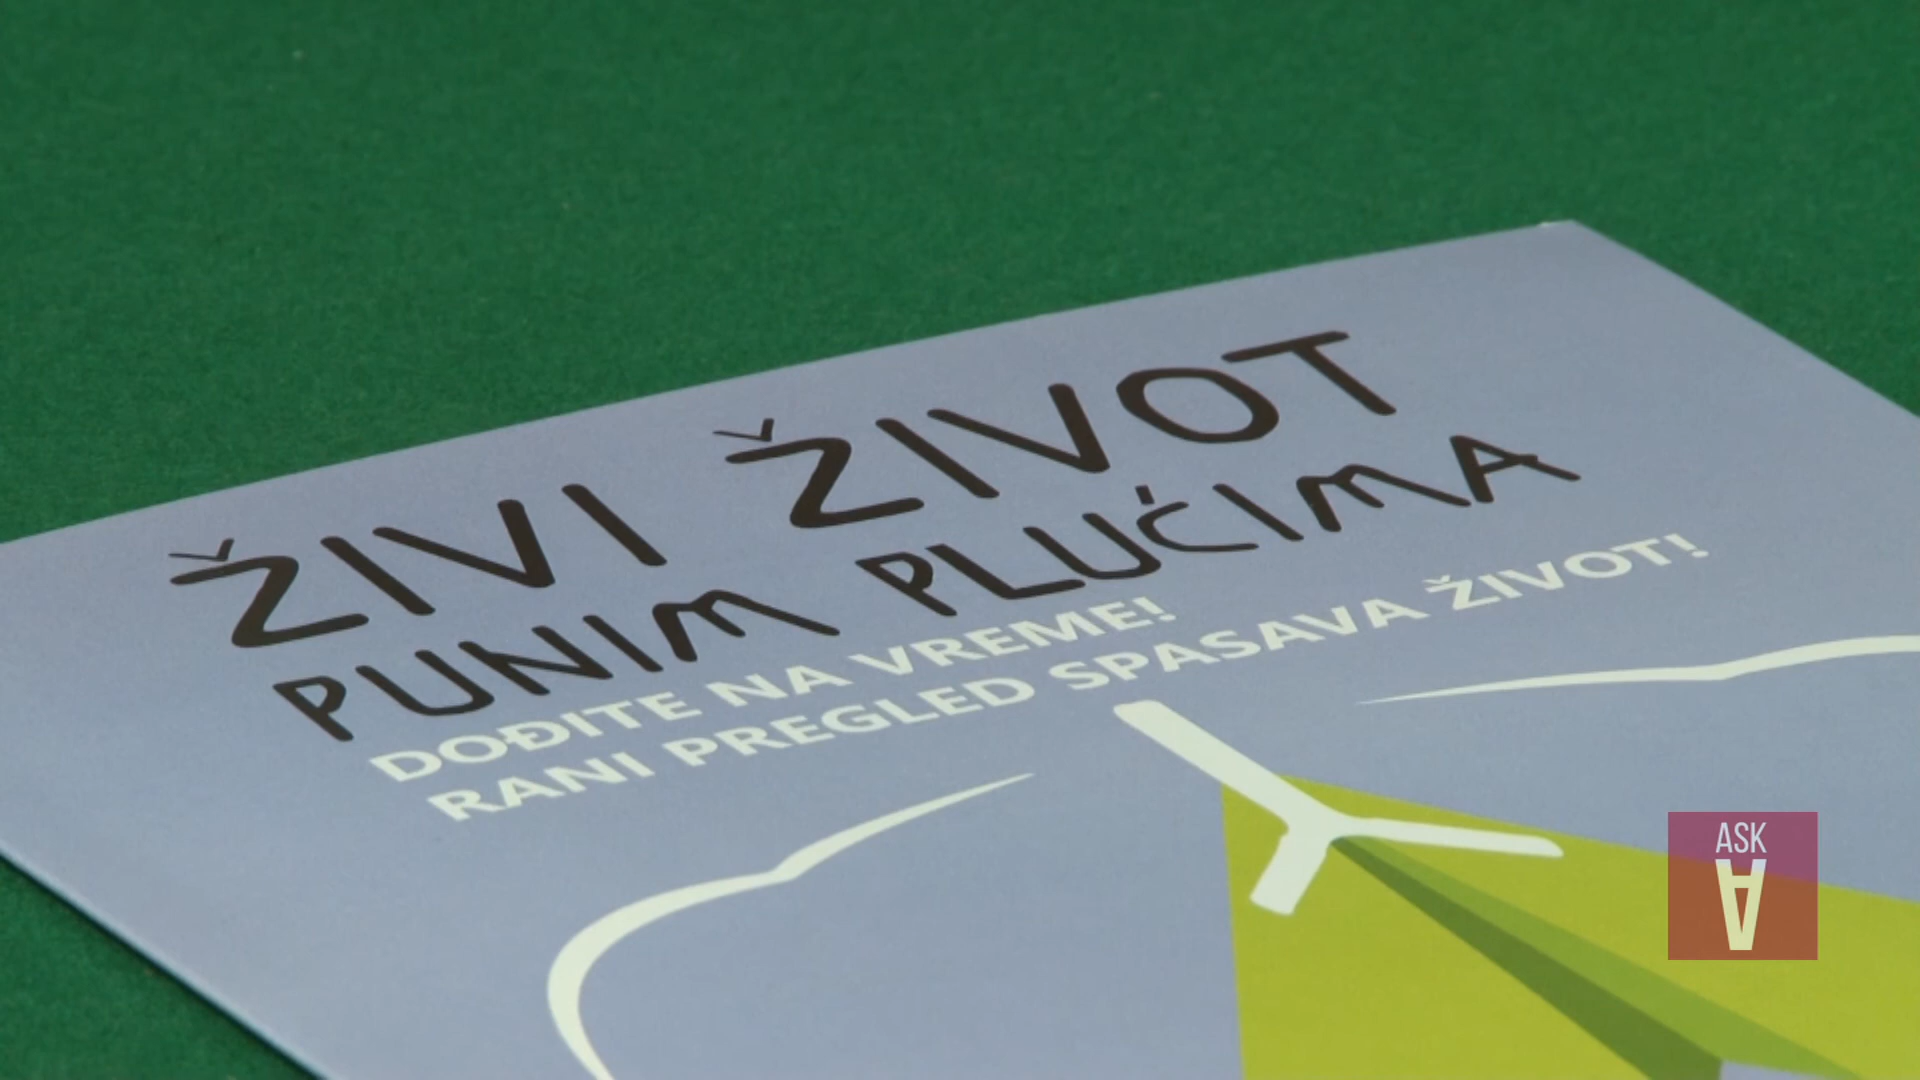 ŽIVI ŽIVOT
PUNIM PLUĆIMA
DOĐITE NA VREME!
RANI PREGLED SPASAVA ŽIVOT!
ASK